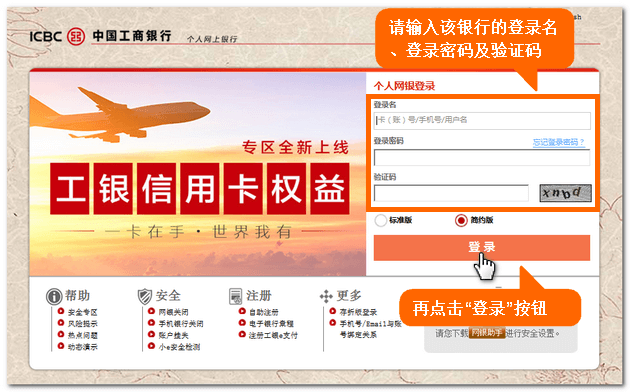 ICBC 中国工商银行 个人网上银行
请输入该银行的登录名
、登录密码及验证码
个人网银登录
登录名
卡（账）号/手机号/用户名
登录密码 忘记登录密码？
验证码
xnbd
标准版 简约版
登 录
专区全新上线
工银信用卡权益
一卡在手·世界我有
再点击“登录”按钮
帮助
安全专区
风险提示
热点问题
动态演示
安全
网银关闭
手机银行关闭
账户挂失
小e安全检测
注册
自助注册
电子银行章程
注册工银e支付
更多
存折版登录
手机号/Email与账
号绑定关系
请您下载 网银助手 进行安全设置。